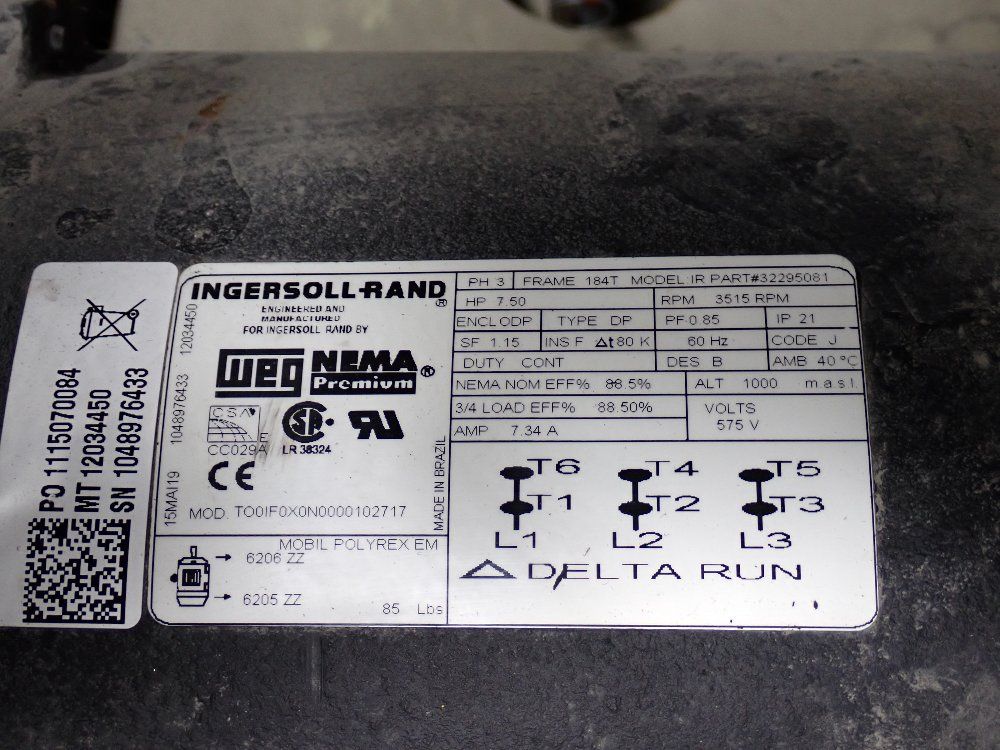 PO 1115070084
MT 12034450
SN 1048976433
15MAI19 1048976433 12034450
INGERSOLL-RAND®
ENGINEERED AND
MANUFACTURED
FOR INGERSOLL RAND BY
WEG NEMA Premium®
CSA E
CC029A
SA
LR 38324
CE
MOD. TO0IF0X0N0000102717
MADE IN BRAZIL
MOBIL POLYREX EM
6206 ZZ
6205 ZZ
85 Lbs
PH 3 FRAME 184T MODEL:IR PART#32295081
HP 7.50 RPM 3515 RPM
ENCL ODP TYPE DP PF 0.85 IP 21
SF 1.15 INS F Δt 80 K 60 Hz CODE J
DUTY CONT DES B AMB 40°C
NEMA NOM EFF% 88.5% ALT 1000 m a s l.
3/4 LOAD EFF% 88.50% VOLTS
AMP 7.34 A 575 V
T6 T4 T5
T1 T2 T3
L1 L2 L3
Δ DELTA RUN